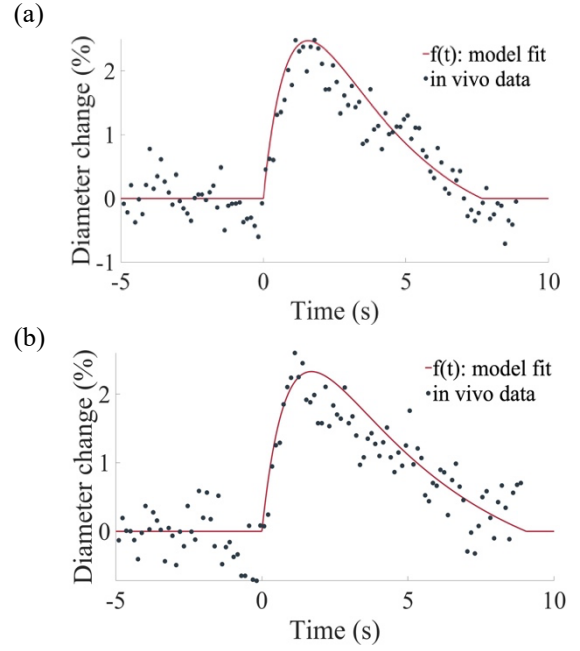 (a)
Diameter change (%)
2
1
0
-1
f(t): model fit
in vivo data
-5
0
5
10
Time (s)
(b)
Diameter change (%)
2
1
0
f(t): model fit
in vivo data
-5
0
5
10
Time (s)